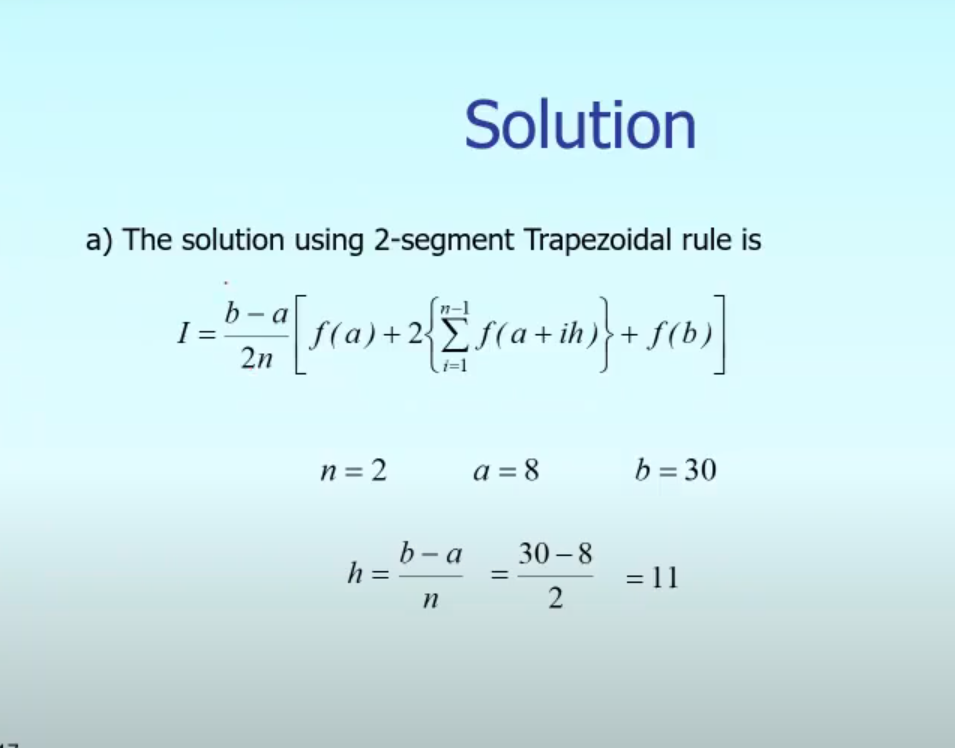 Solution
a) The solution using 2-segment Trapezoidal rule is
I = \frac{b-a}{2n}\left[ f(a) + 2\left\{ \sum_{i=1}^{n-1} f(a+ih) \right\} + f(b) \right]
n = 2 a = 8 b = 30
h = \frac{b-a}{n} = \frac{30-8}{2} = 11